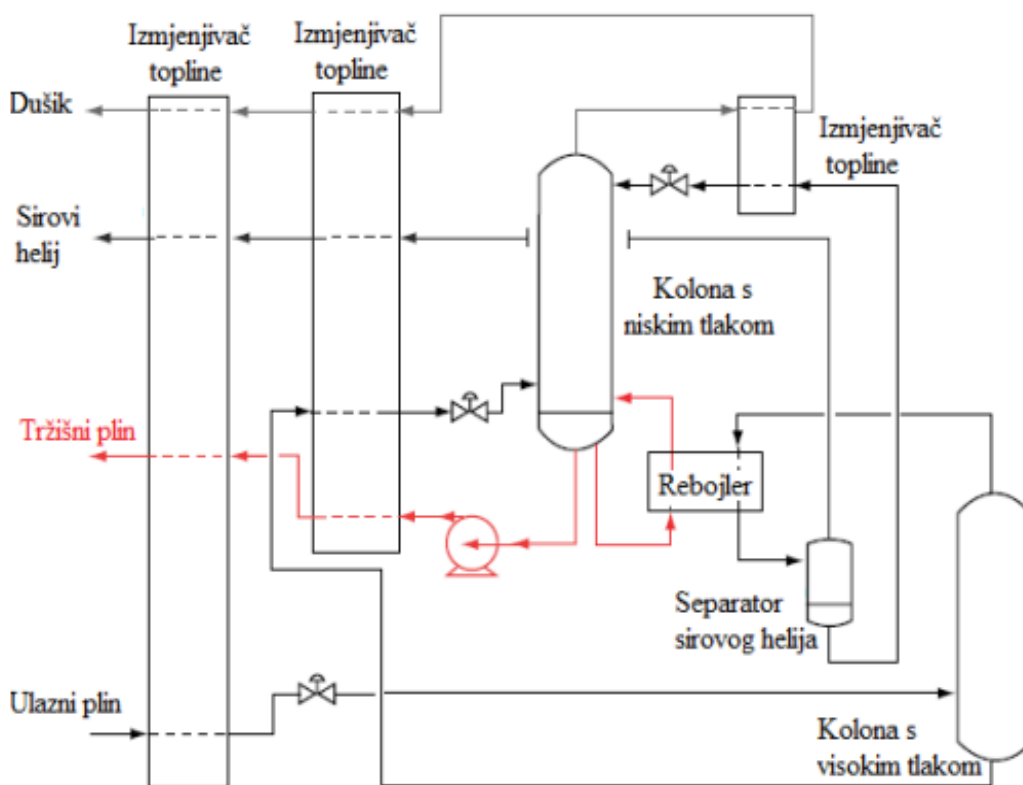 Izmjenjivač
topline
Izmjenjivač
topline
Dušik
Izmjenjivač
topline
Sirovi
helij
Kolona s
niskim tlakom
Tržišni plin
Rebojler
Separator
sirovog helija
Ulazni plin
Kolona s
visokim tlakom